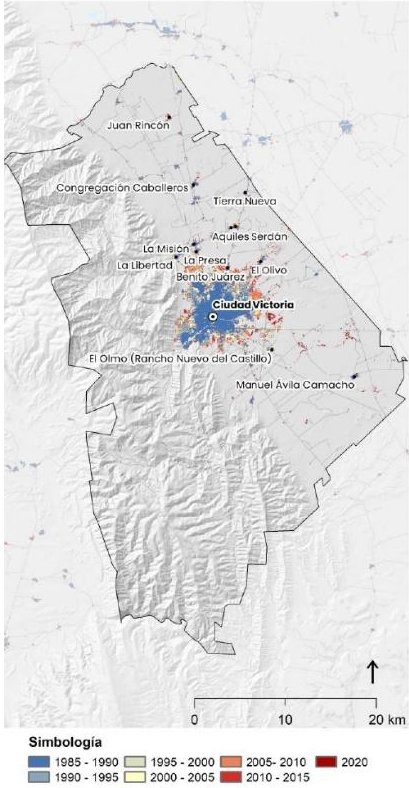 Juan Rincón
Congregación Caballeros
Tierra Nueva
Aquiles Serdán
La Misión
La Presa
La Libertad
El Olivo
Benito Juárez
Ciudad Victoria
El Olmo (Rancho Nuevo del Castillo)
Manuel Ávila Camacho
0 10 20 km
Simbología
1985 - 1990 1995 - 2000 2005- 2010 2020
1990 - 1995 2000 - 2005 2010 - 2015